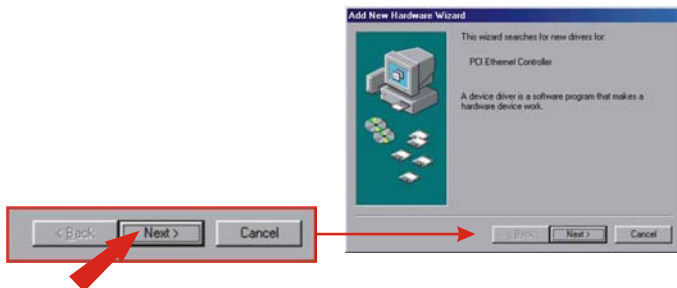 Add New Hardware Wizard
This wizard searches for new drivers for:
PCI Ethernet Controller
A device driver is a software program that makes a
hardware device work.
< Back Next > Cancel
< Back Next > Cancel